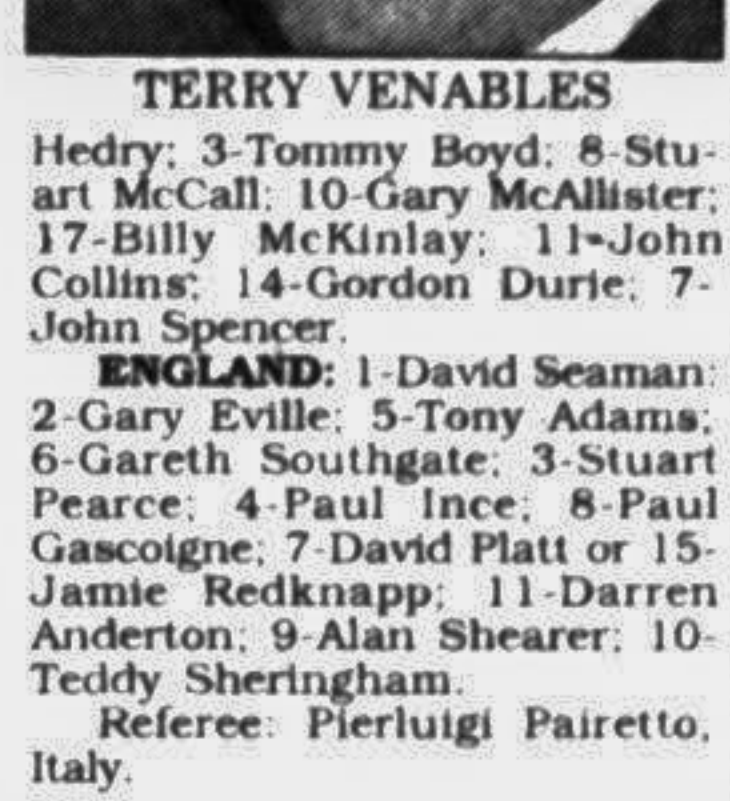 TERRY VENABLES
Hedry; 3-Tommy Boyd; 8-Stu-
art McCall; 10-Gary McAllister;
17-Billy McKinlay; 11-John
Collins; 14-Gordon Durie; 7-
John Spencer.
ENGLAND: 1-David Seaman;
2-Gary Eville; 5-Tony Adams;
6-Gareth Southgate; 3-Stuart
Pearce; 4-Paul Ince; 8-Paul
Gascoigne; 7-David Platt or 15-
Jamie Redknapp; 11-Darren
Anderton; 9-Alan Shearer; 10-
Teddy Sheringham.
Referee: Pierluigi Pairetto,
Italy.